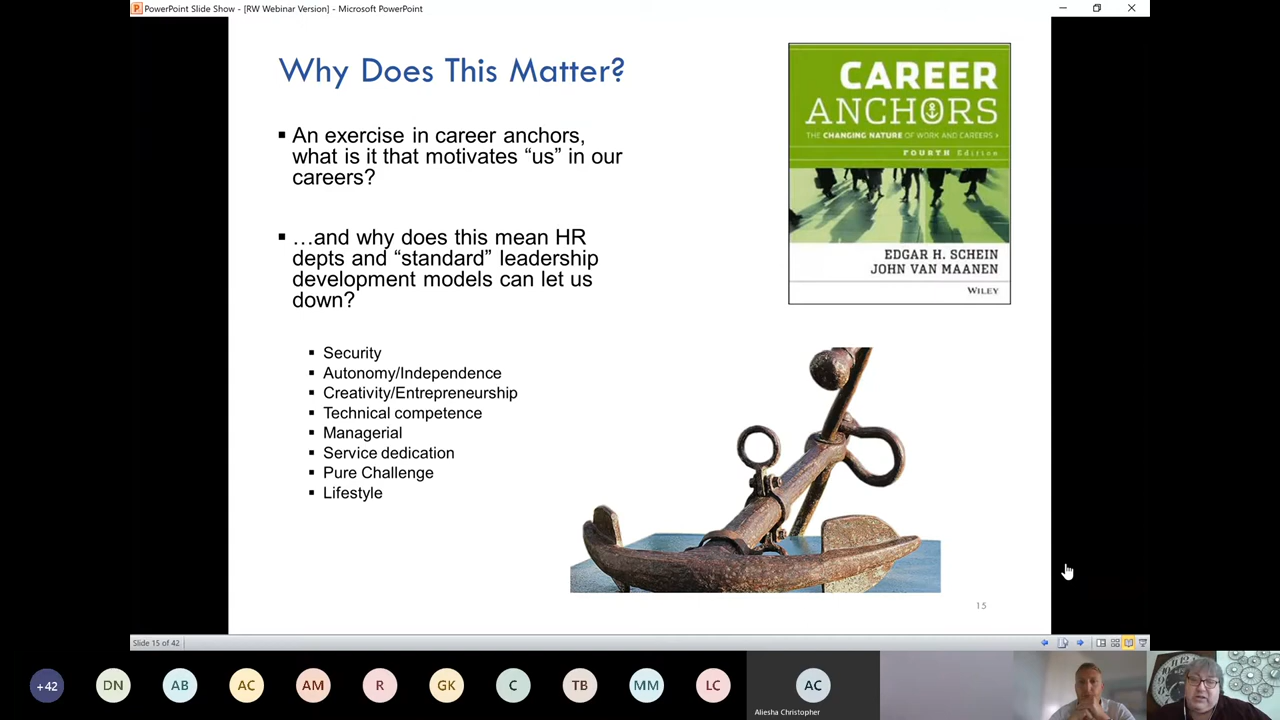 PowerPoint Slide Show - [RW Webinar Version] - Microsoft PowerPoint
Why Does This Matter?
▪ An exercise in career anchors,
what is it that motivates “us” in our
careers?
▪ …and why does this mean HR
depts and “standard” leadership
development models can let us
down?
▪ Security
▪ Autonomy/Independence
▪ Creativity/Entrepreneurship
▪ Technical competence
▪ Managerial
▪ Service dedication
▪ Pure Challenge
▪ Lifestyle
CAREER
ANCHORS
THE CHANGING NATURE OF WORK AND CAREERS
FOURTH Edition
EDGAR H. SCHEIN
JOHN VAN MAANEN
WILEY
15
Slide 15 of 42
+42 DN AB AC AM R GK C TB MM LC AC
Aliesha Christopher